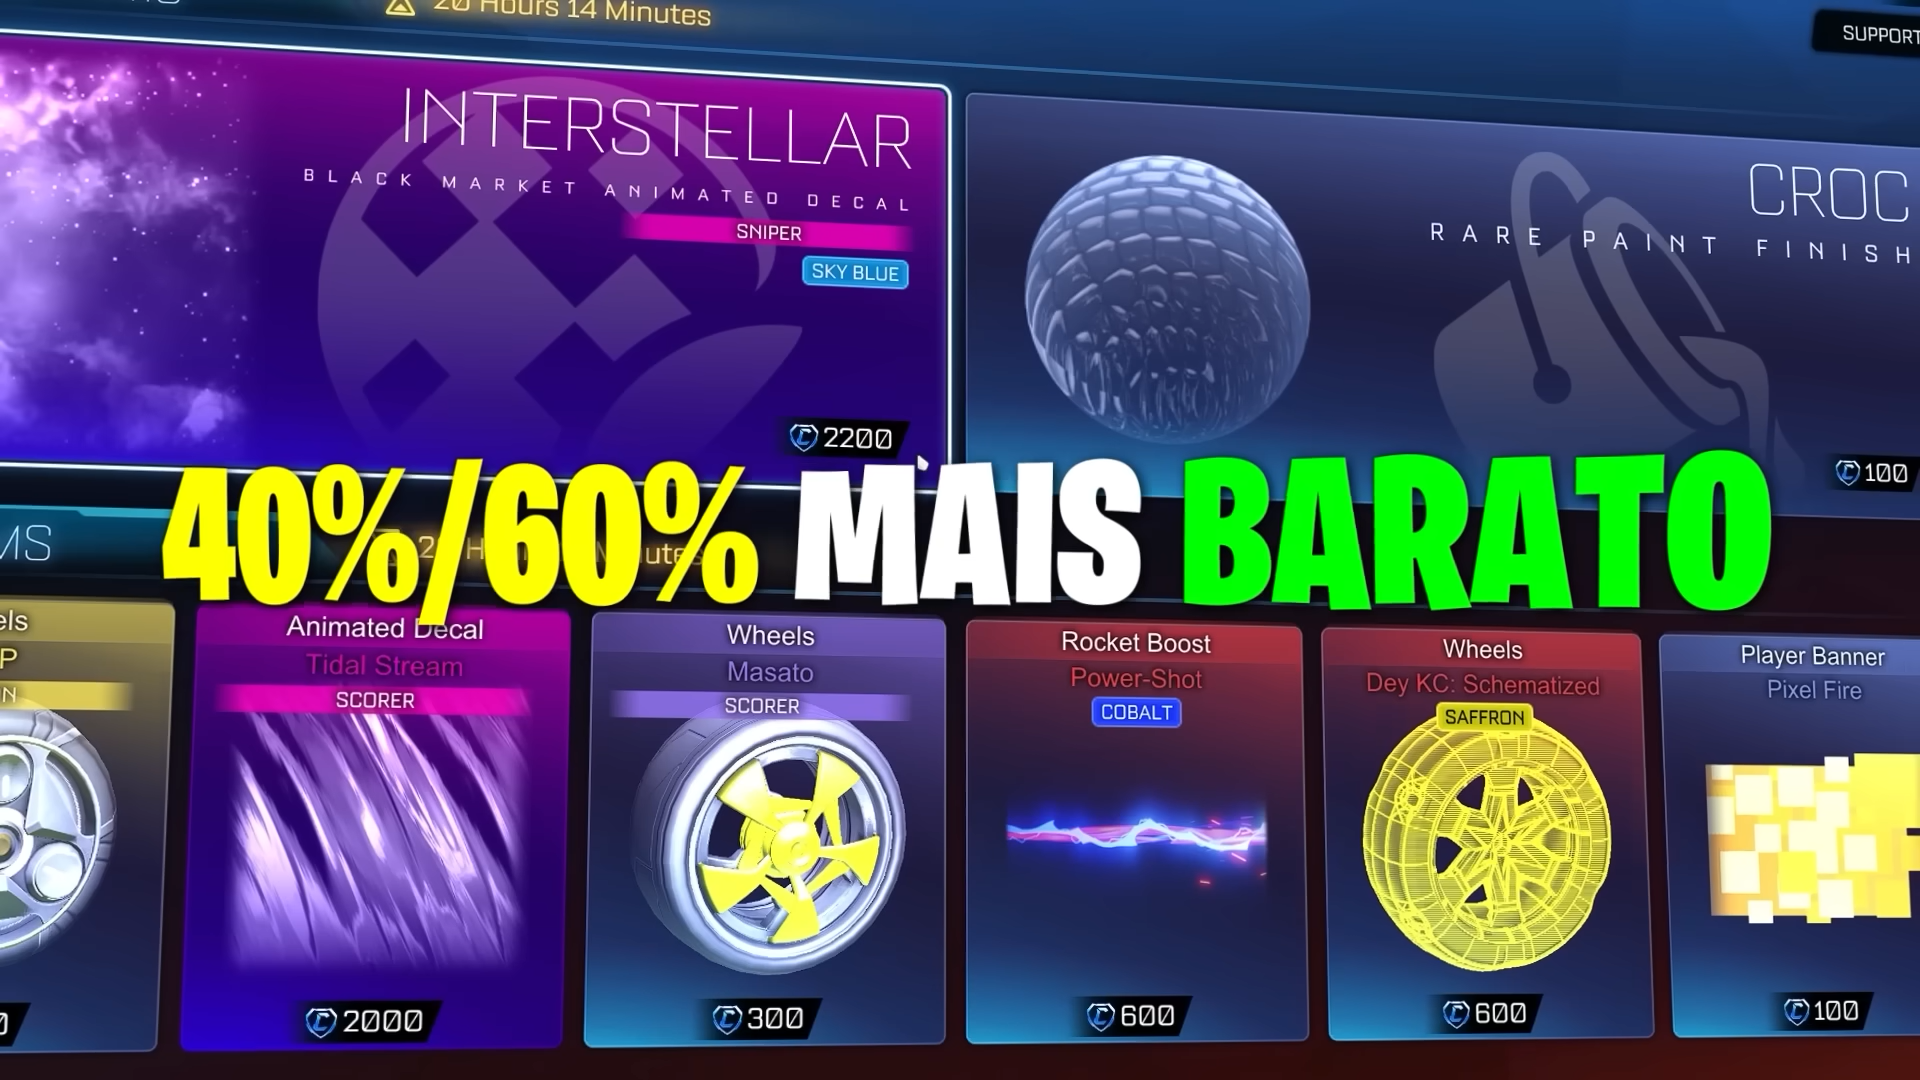 20 Hours 14 Minutes
SUPPORT
INTERSTELLAR
BLACK MARKET ANIMATED DECAL
SNIPER
SKY BLUE
2200
CROC
RARE PAINT FINISH
100
40%/60% MAIS BARATO
Animated Decal
Tidal Stream
SCORER
2000
Wheels
Masato
SCORER
300
Rocket Boost
Power-Shot
COBALT
600
Wheels
Dey KC: Schematized
SAFFRON
600
Player Banner
Pixel Fire
100